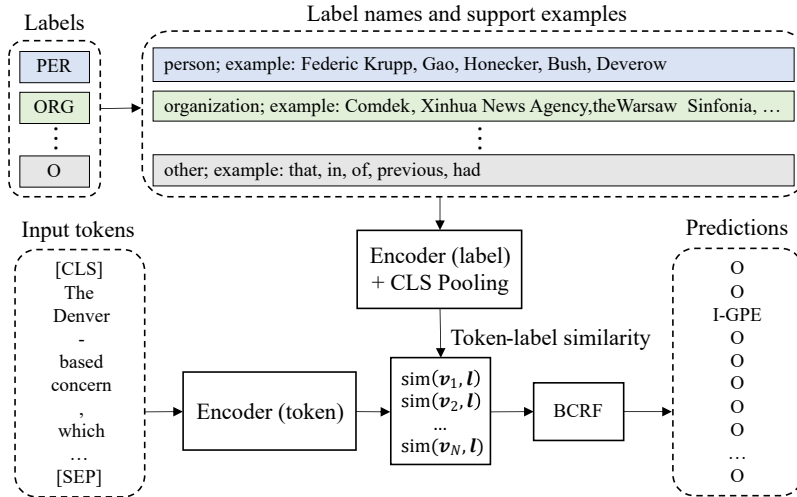 Labels
Label names and support examples
PER
person; example: Federic Krupp, Gao, Honecker, Bush, Deverow
ORG
organization; example: Comdek, Xinhua News Agency,theWarsaw Sinfonia, …
O
other; example: that, in, of, previous, had
Input tokens
[CLS]
The
Denver
-
based
concern
,
which
…
[SEP]
Encoder (label)
+ CLS Pooling
Token-label similarity
Encoder (token)
sim(𝒗1, 𝒍)
sim(𝒗2, 𝒍)
...
sim(𝒗N, 𝒍)
BCRF
Predictions
O
O
I-GPE
O
O
O
O
O
…
O